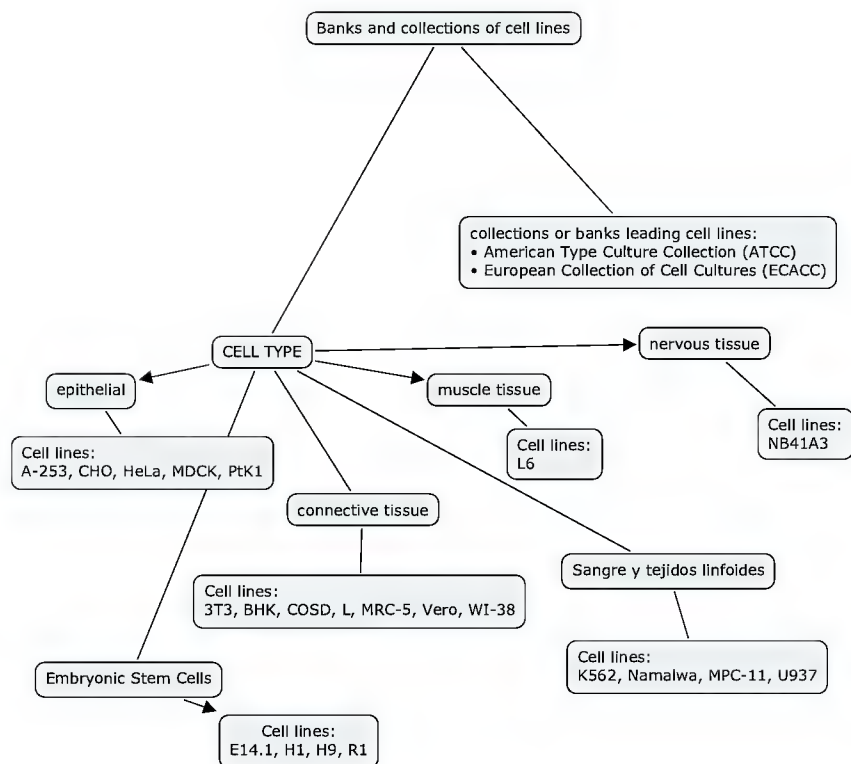 Banks and collections of cell lines
collections or banks leading cell lines:
• American Type Culture Collection (ATCC)
• European Collection of Cell Cultures (ECACC)
CELL TYPE
nervous tissue
epithelial
muscle tissue
Cell lines:
NB41A3
Cell lines:
A-253, CHO, HeLa, MDCK, PtK1
Cell lines:
L6
connective tissue
Sangre y tejidos linfoides
Cell lines:
3T3, BHK, COSD, L, MRC-5, Vero, WI-38
Cell lines:
K562, Namalwa, MPC-11, U937
Embryonic Stem Cells
Cell lines:
E14.1, H1, H9, R1